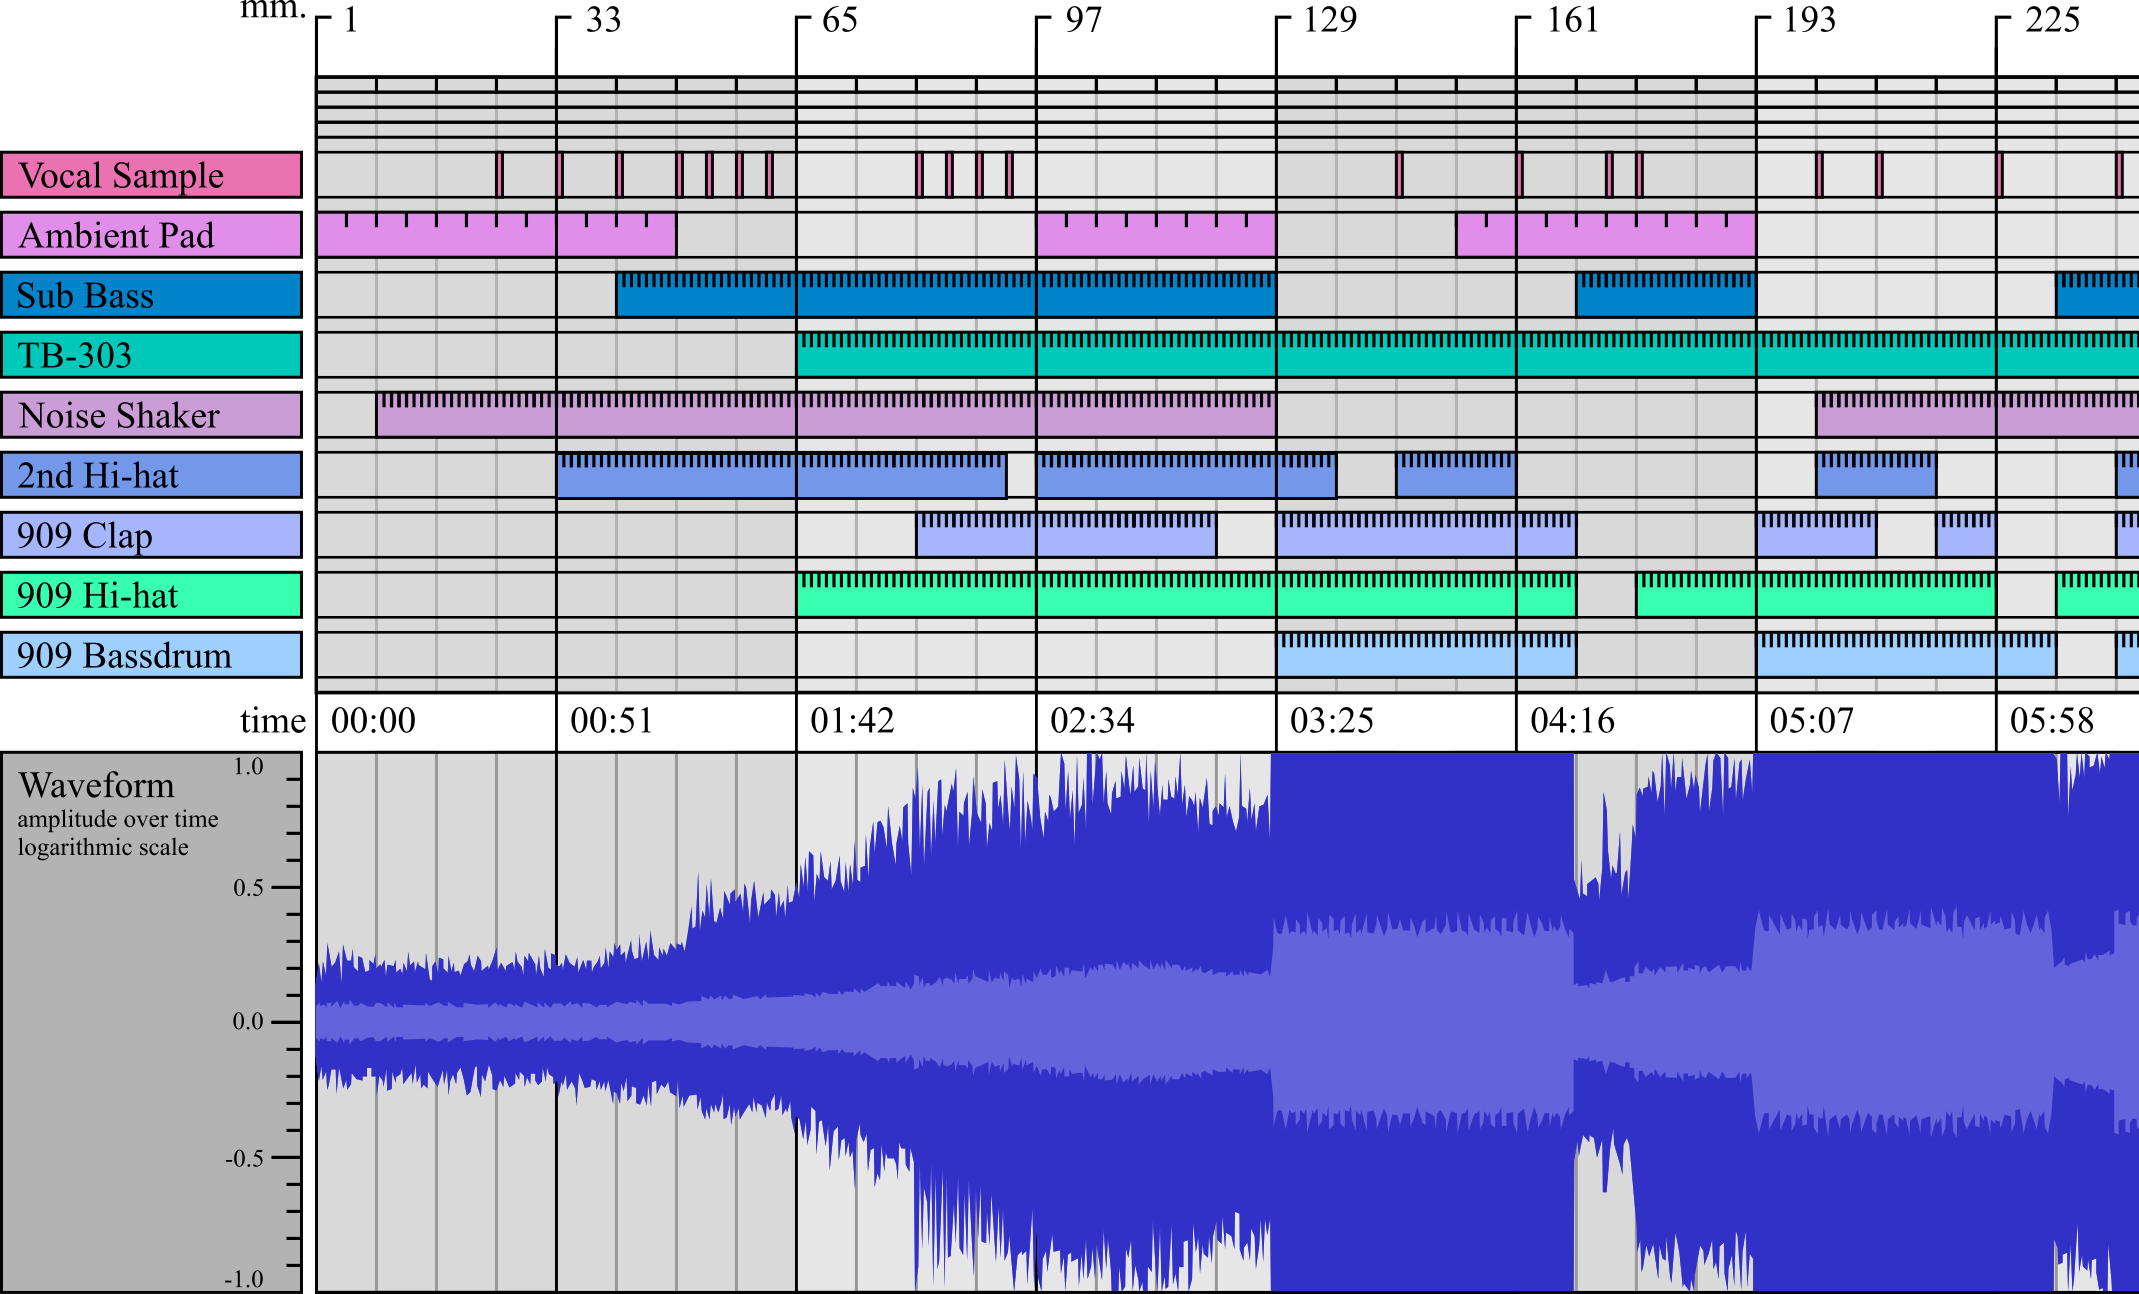 mm. 1 33 65 97 129 161 193 225
Vocal Sample
Ambient Pad
Sub Bass
TB-303
Noise Shaker
2nd Hi-hat
909 Clap
909 Hi-hat
909 Bassdrum
time 00:00 00:51 01:42 02:34 03:25 04:16 05:07 05:58
1.0
Waveform
amplitude over time
logarithmic scale
0.5
0.0
-0.5
-1.0